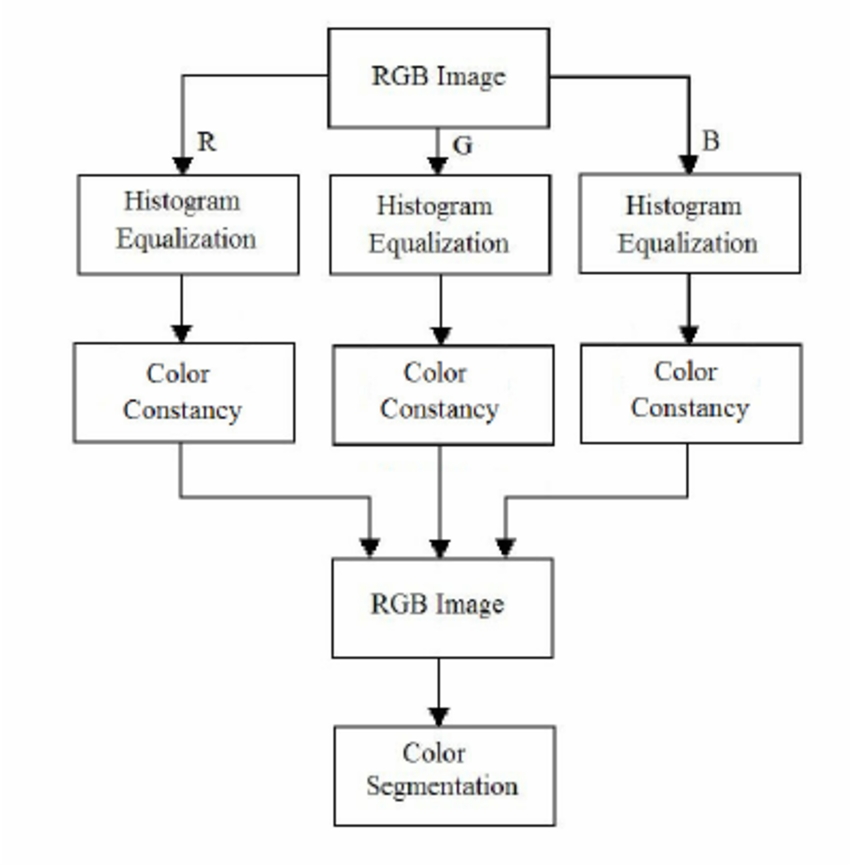 RGB Image
R
G
B
Histogram
Equalization
Histogram
Equalization
Histogram
Equalization
Color
Constancy
Color
Constancy
Color
Constancy
RGB Image
Color
Segmentation